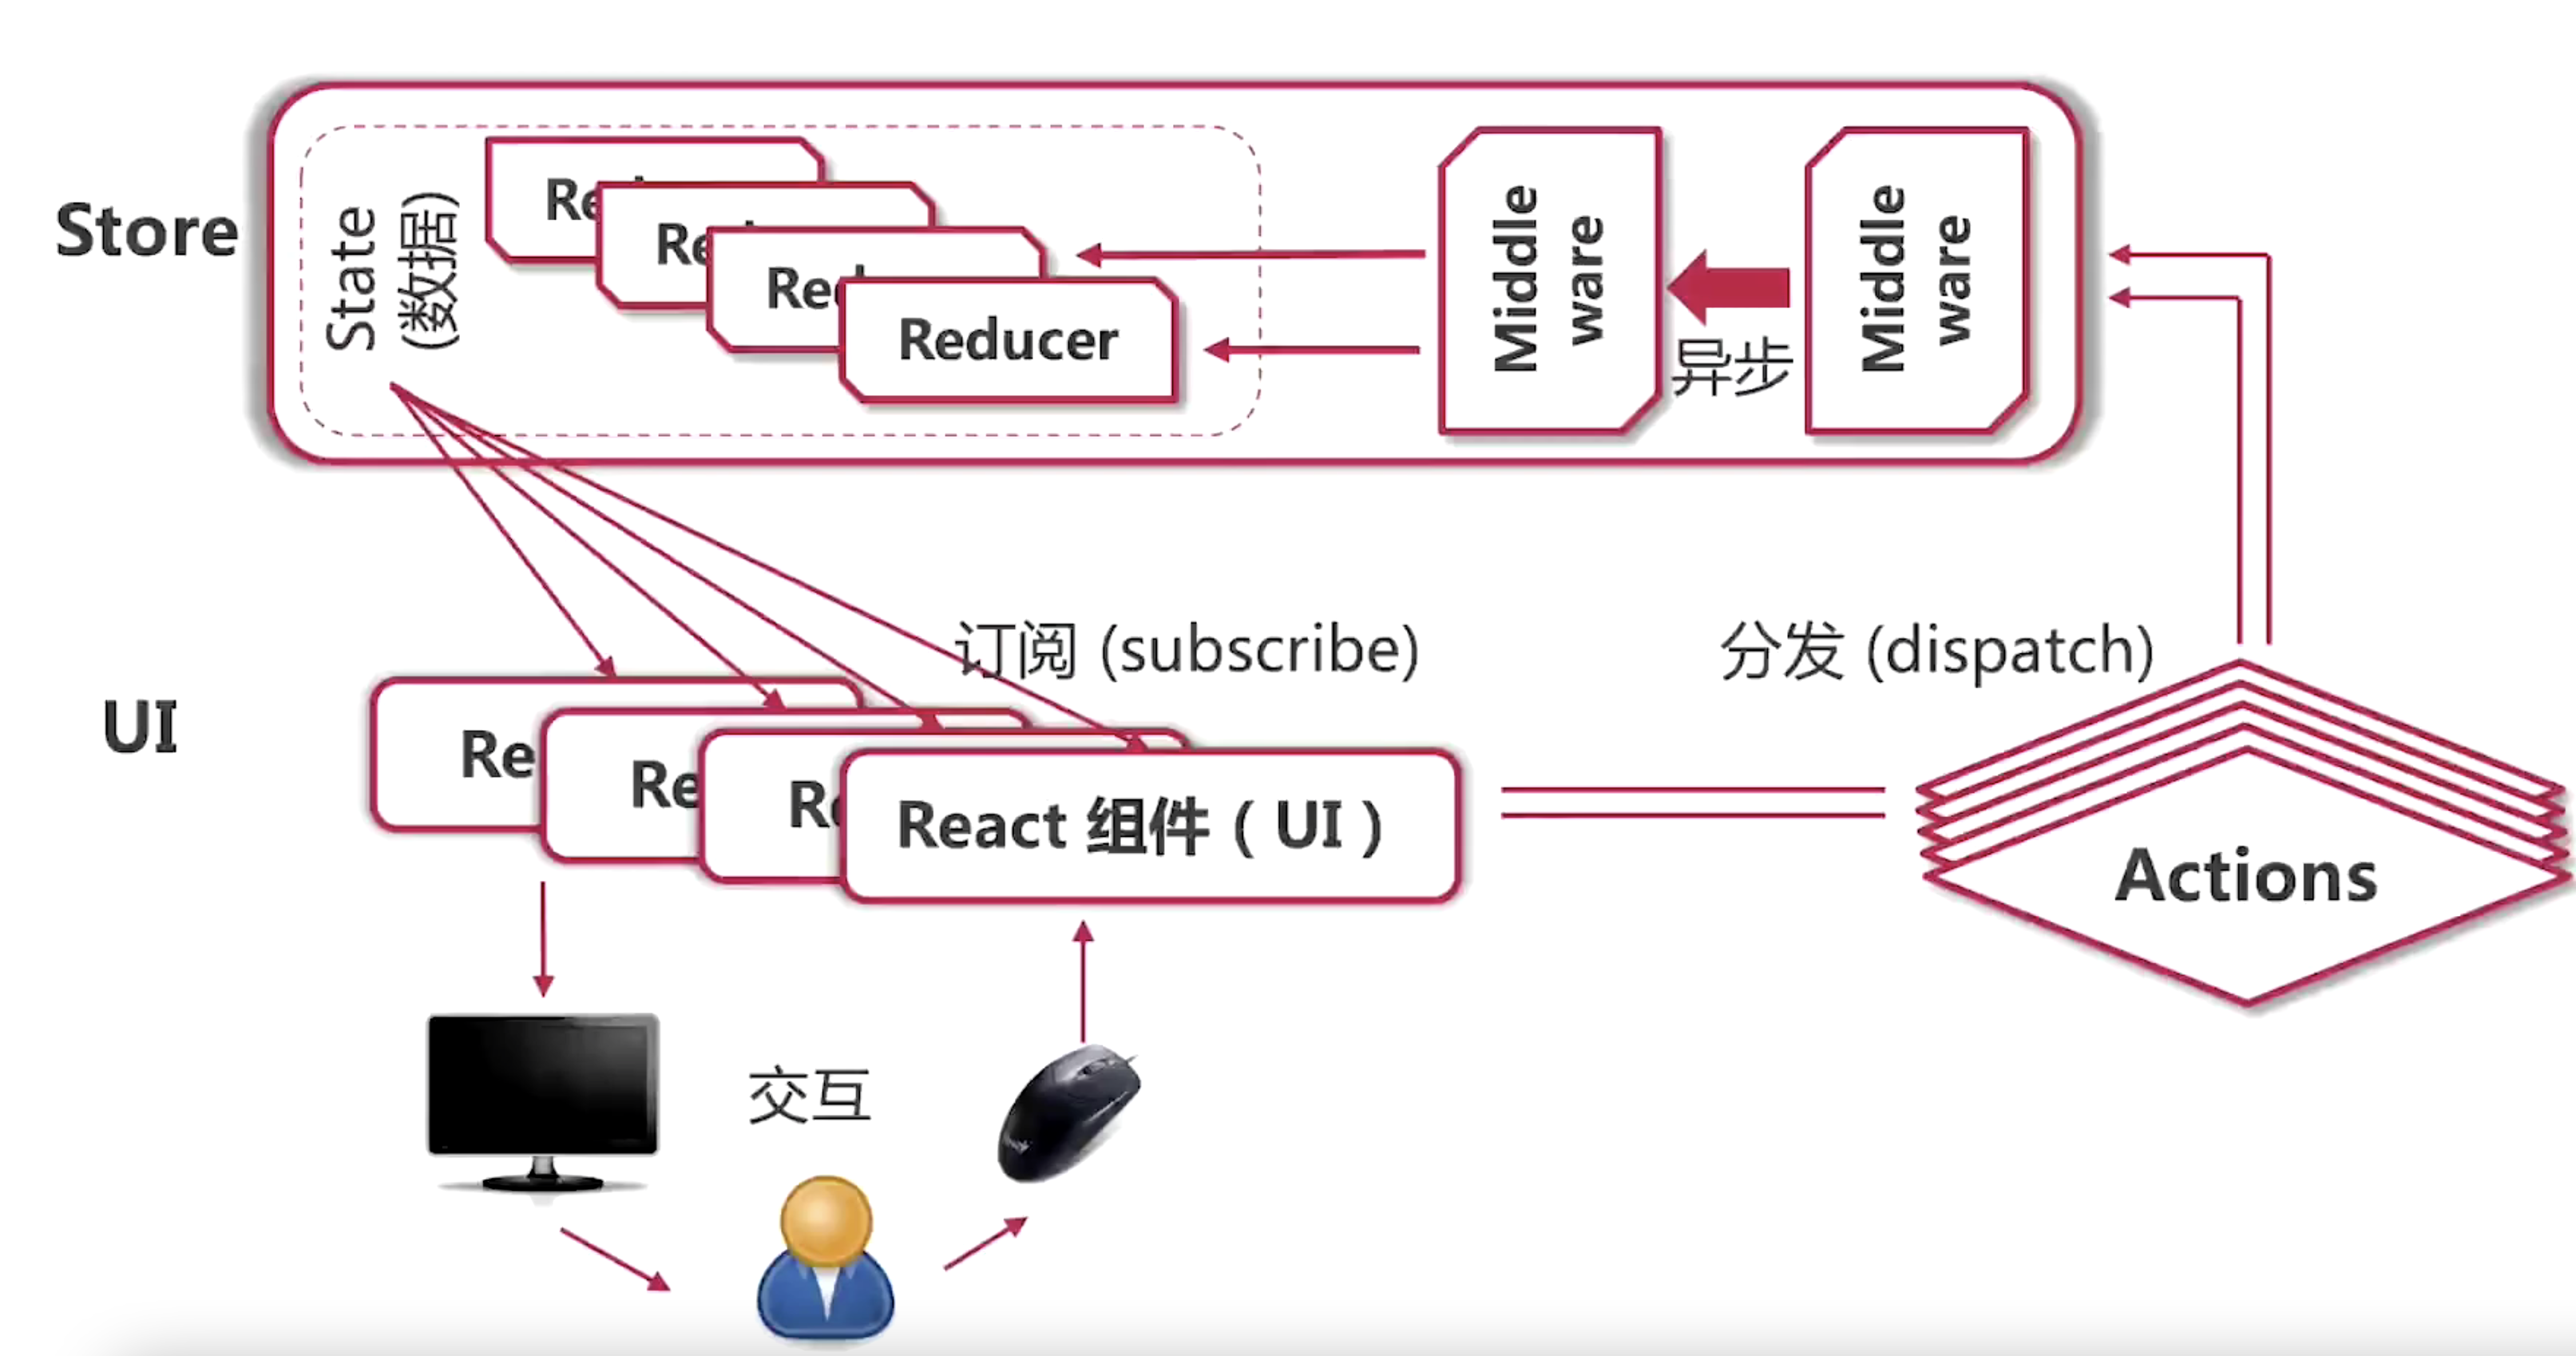 Store
State
(数据)
Re
Re
Red
Reducer
Middle
ware
异步
Middle
ware
订阅 (subscribe)
分发 (dispatch)
UI
Re
Re
Re
React 组件 ( UI )
Actions
交互